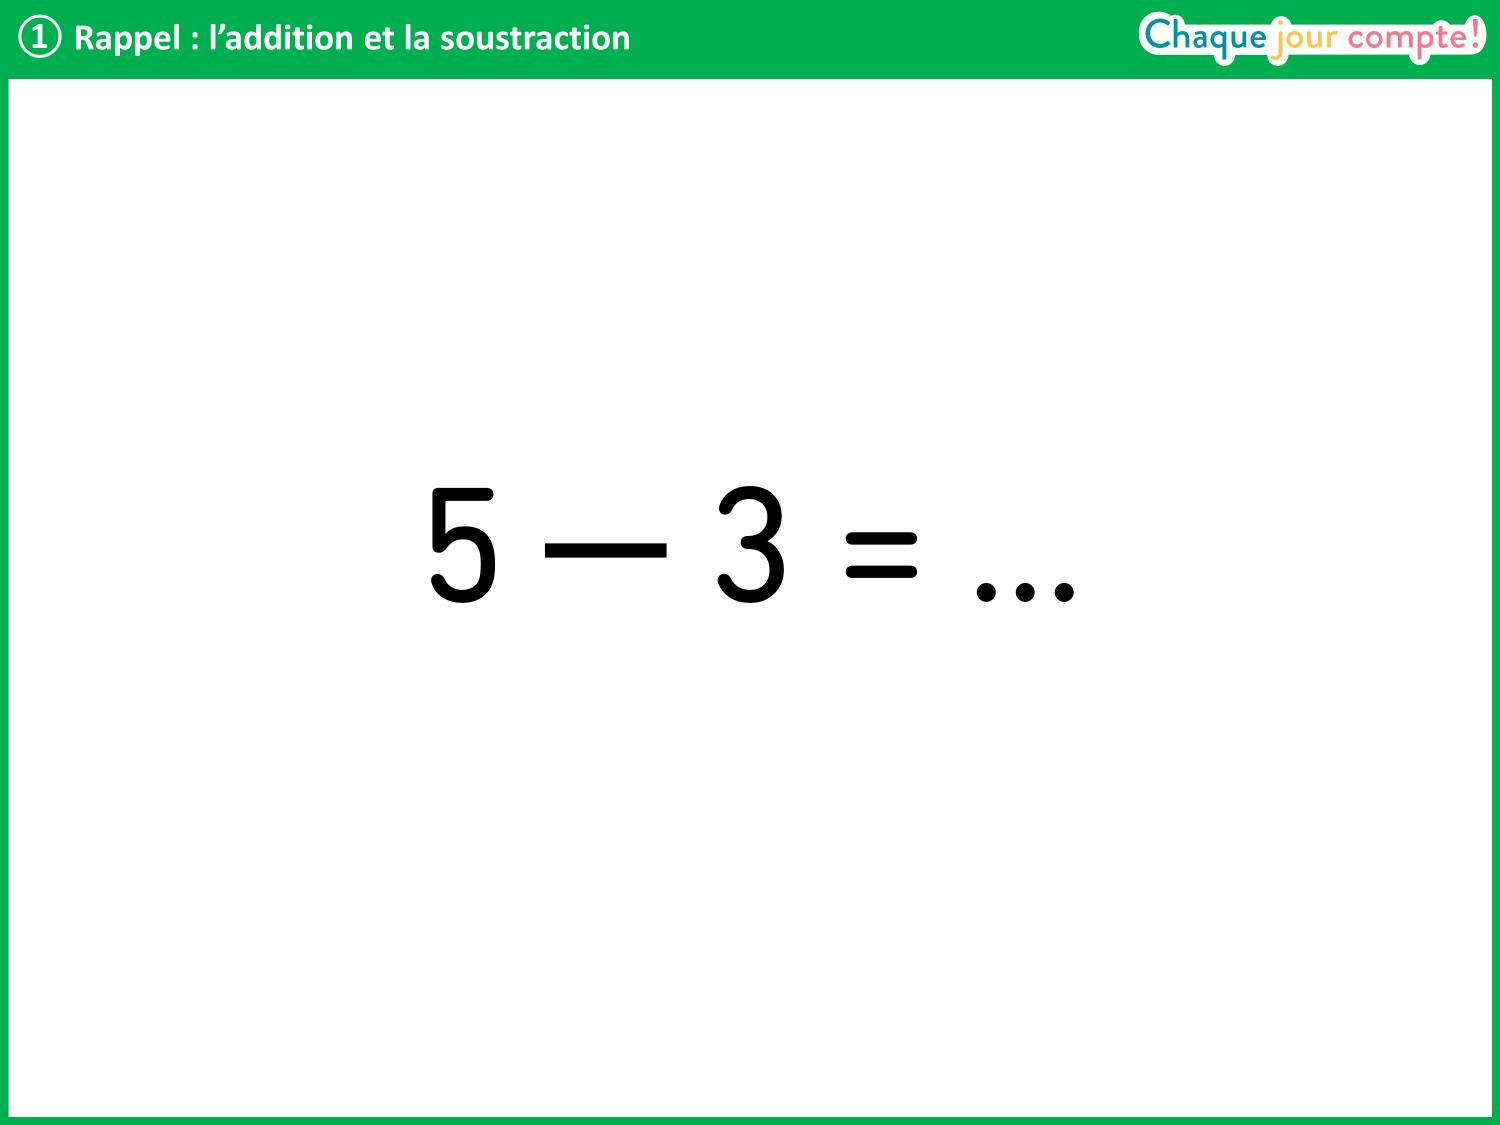 ① Rappel : l’addition et la soustraction
Chaque jour compte!
5 – 3 = ...